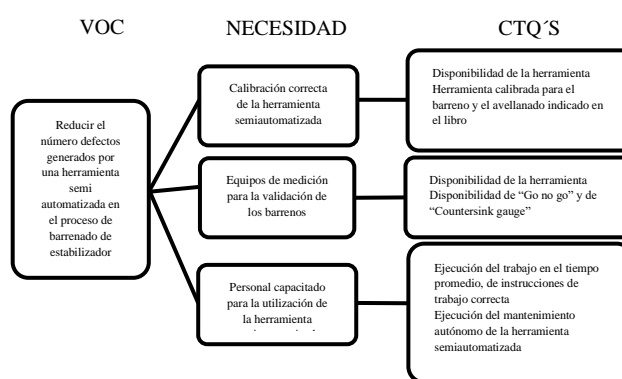 VOC
NECESIDAD
CTQ´S
Reducir el
número defectos
generados por
una herramienta
semi
automatizada en
el proceso de
barrenado de
estabilizador
Calibración correcta
de la herramienta
semiautomatizada
Equipos de medición
para la validación de
los barrenos
Personal capacitado
para la utilización de
la herramienta
Disponibilidad de la herramienta
Herramienta calibrada para el
barreno y el avellanado indicado en
el libro
Disponibilidad de la herramienta
Disponibilidad de “Go no go” y de
“Countersink gauge”
Ejecución del trabajo en el tiempo
promedio, de instrucciones de
trabajo correcta
Ejecución del mantenimiento
autónomo de la herramienta
semiautomatizada